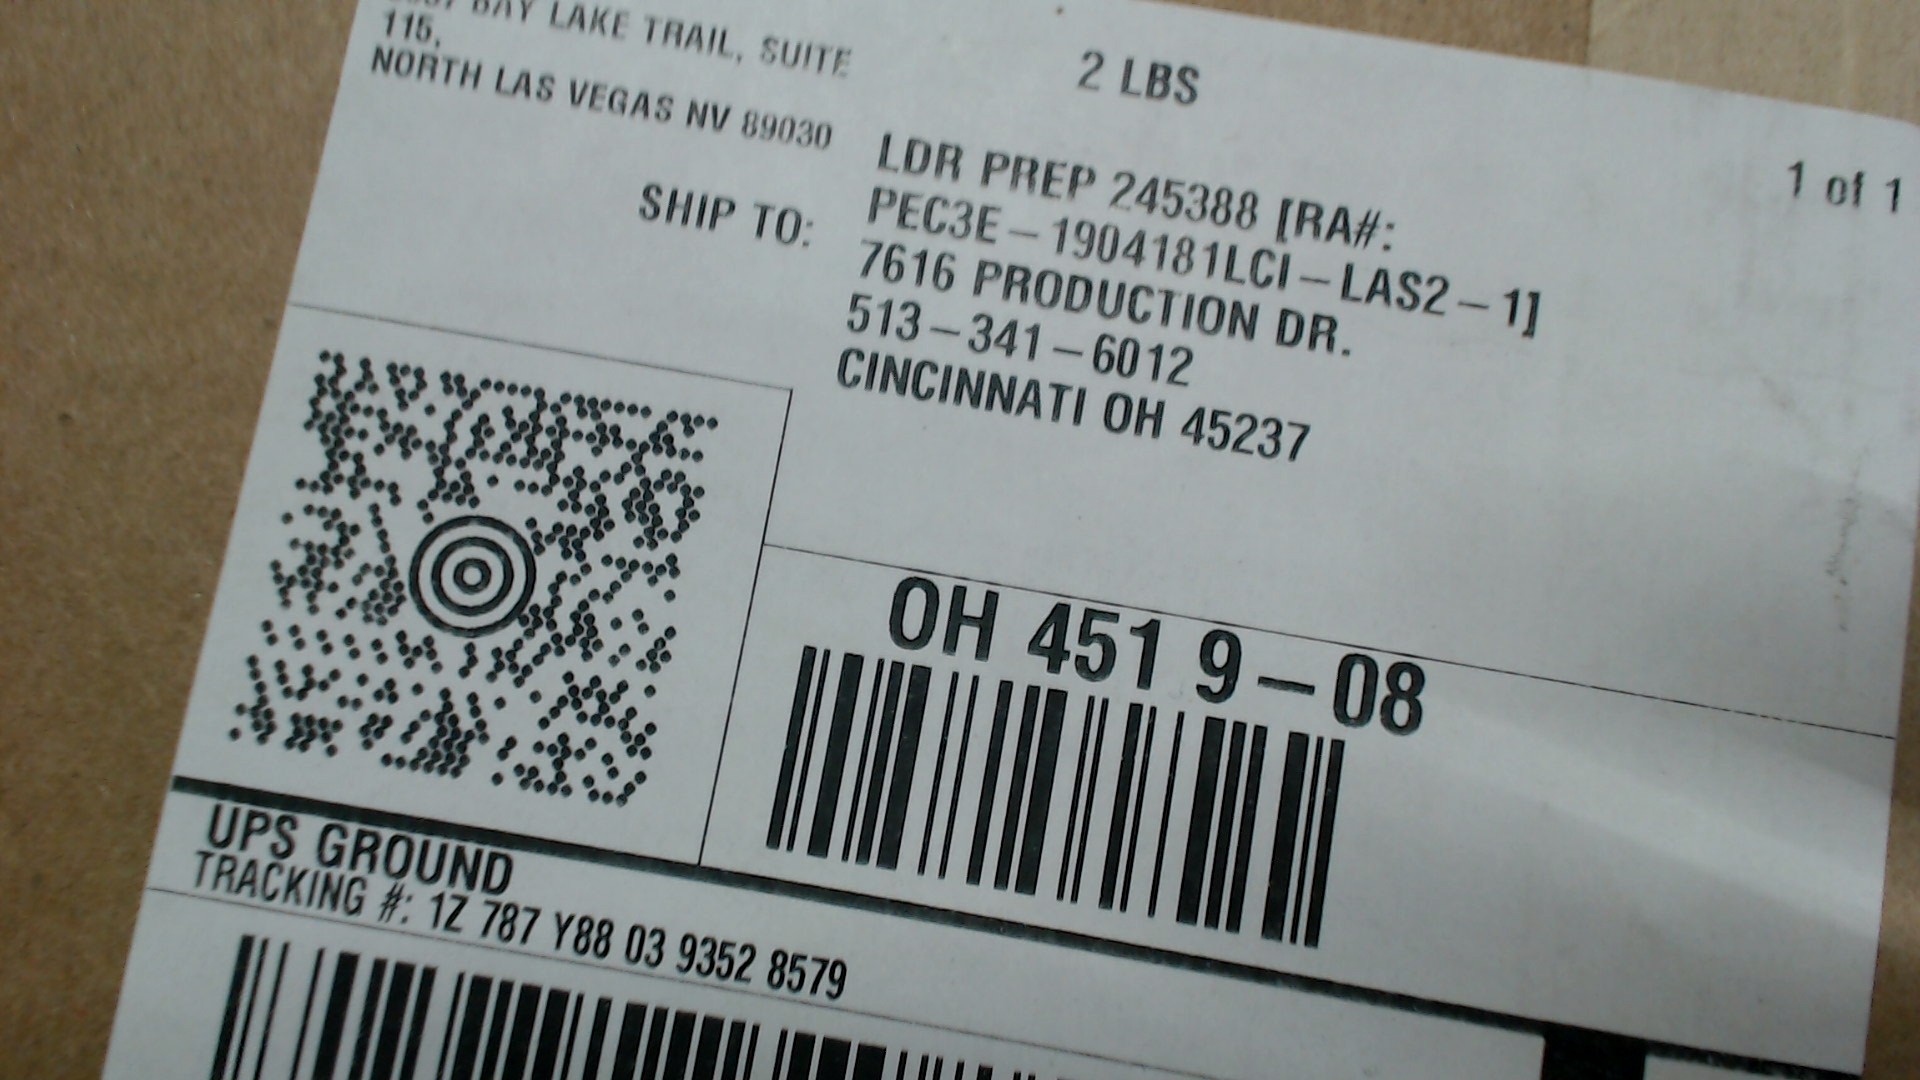 BAY LAKE TRAIL, SUITE
115,
NORTH LAS VEGAS NV 89030
2 LBS
1 of 1
SHIP TO:
LDR PREP 245388 [RA#:
PEC3E-1904181LCI-LAS2-1]
7616 PRODUCTION DR.
513-341-6012
CINCINNATI OH 45237
OH 451 9-08
UPS GROUND
TRACKING #: 1Z 787 Y88 03 9352 8579